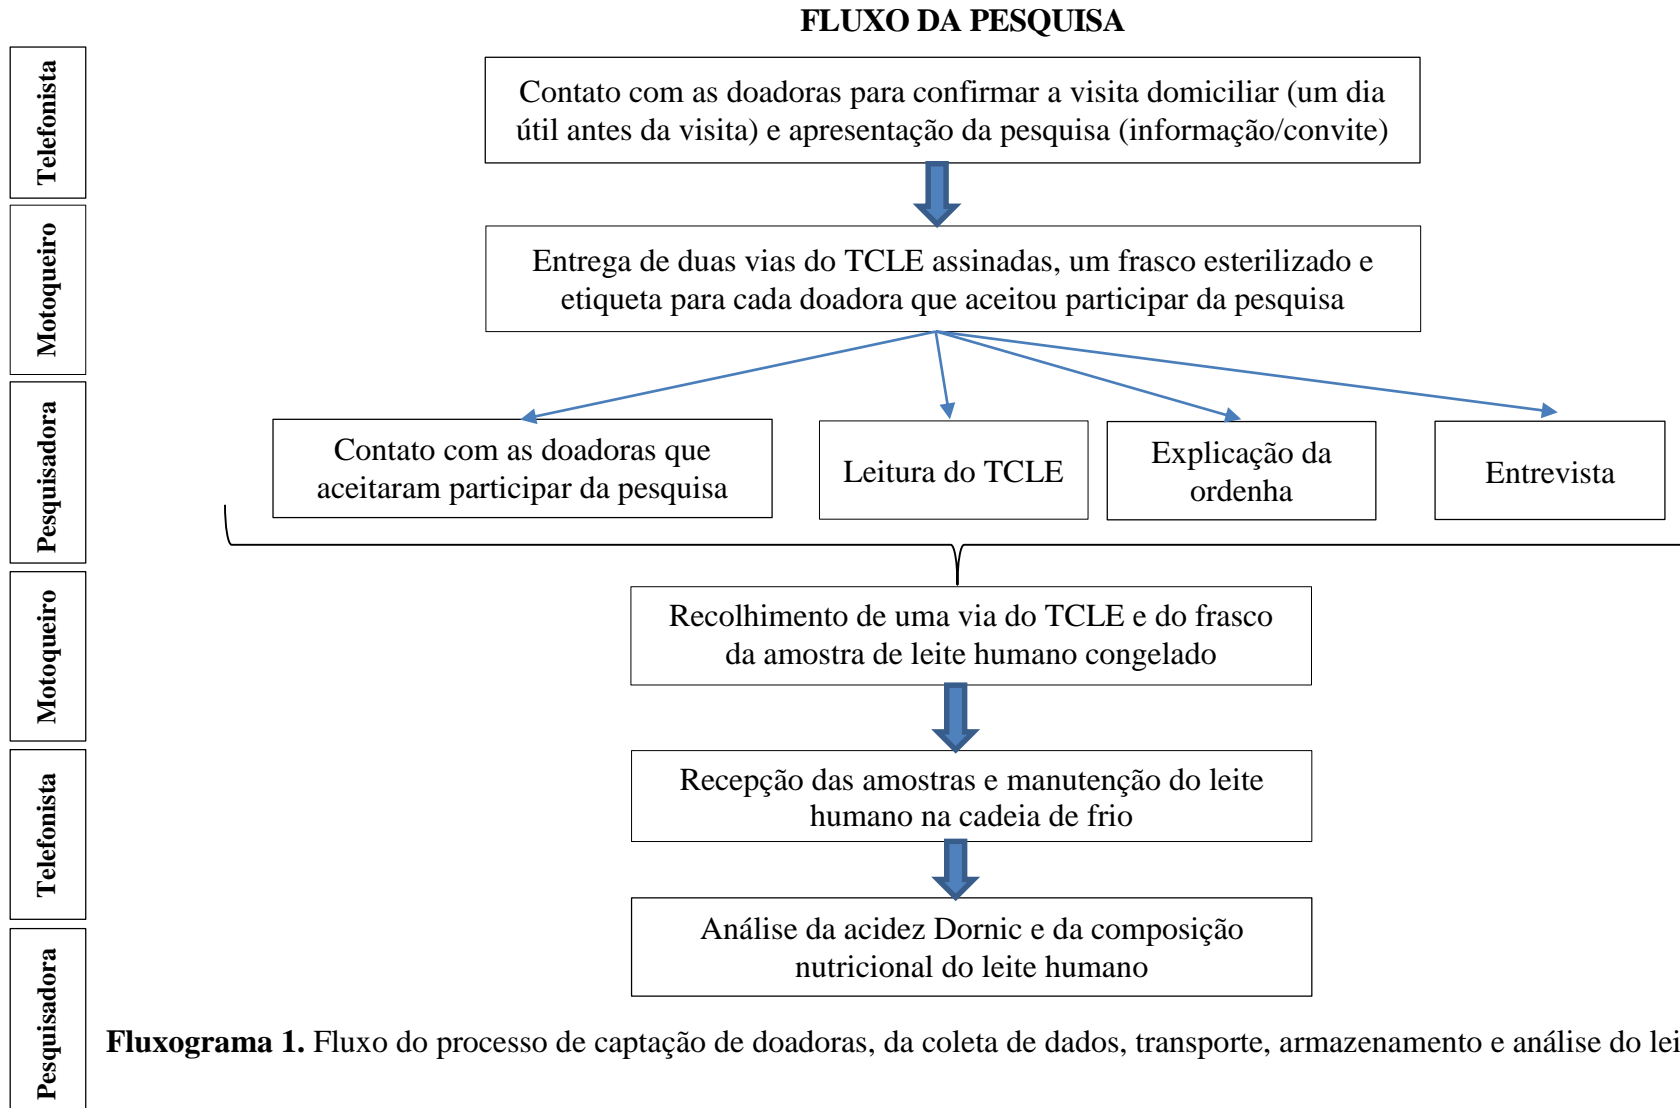 FLUXO DA PESQUISA
Telefonista
Contato com as doadoras para confirmar a visita domiciliar (um dia
útil antes da visita) e apresentação da pesquisa (informação/convite)
Motoqueiro
Entrega de duas vias do TCLE assinadas, um frasco esterilizado e
etiqueta para cada doadora que aceitou participar da pesquisa
Pesquisadora
Contato com as doadoras que
aceitaram participar da pesquisa
Leitura do TCLE
Explicação da
ordenha
Entrevista
Motoqueiro
Recolhimento de uma via do TCLE e do frasco
da amostra de leite humano congelado
Telefonista
Recepção das amostras e manutenção do leite
humano na cadeia de frio
Pesquisadora
Análise da acidez Dornic e da composição
nutricional do leite humano
Fluxograma 1. Fluxo do processo de captação de doadoras, da coleta de dados, transporte, armazenamento e análise do lei